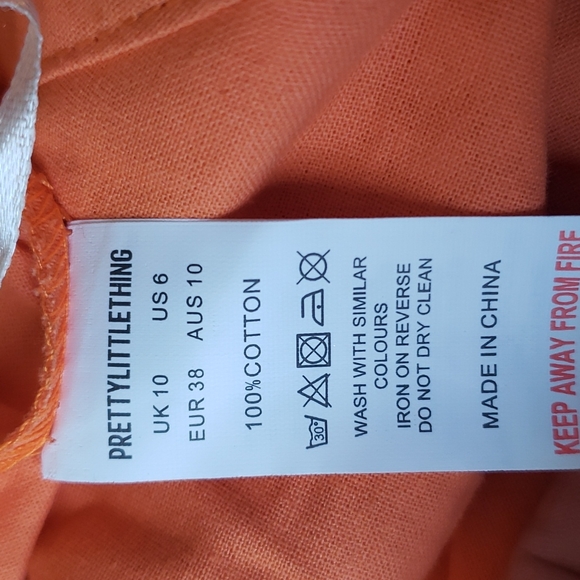 PRETTYLITTLETHING
UK 10 US 6
EUR 38 AUS 10
100%COTTON
30°
WASH WITH SIMILAR
COLOURS
IRON ON REVERSE
DO NOT DRY CLEAN
MADE IN CHINA
KEEP AWAY FROM FIRE